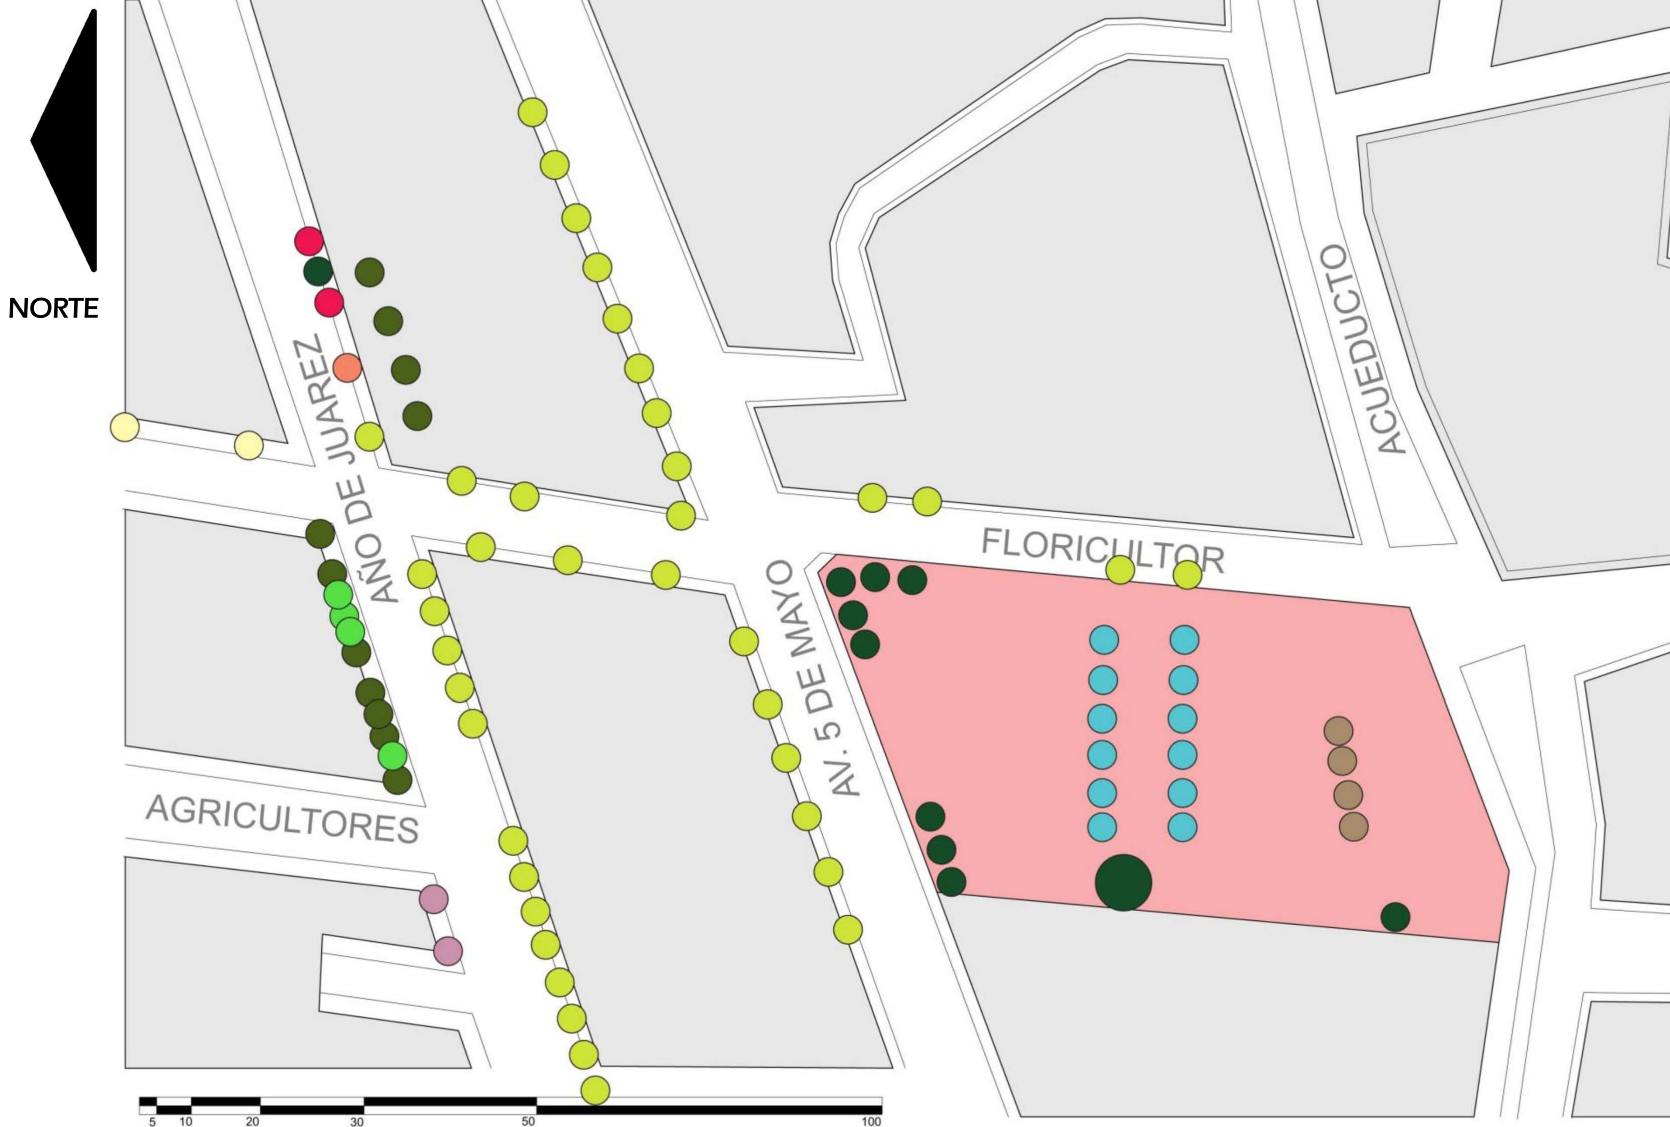 NORTE
ACUEDUCTO
AÑO DE JUAREZ
FLORICULTOR
AV. 5 DE MAYO
AGRICULTORES
5 10 20 30 50 100